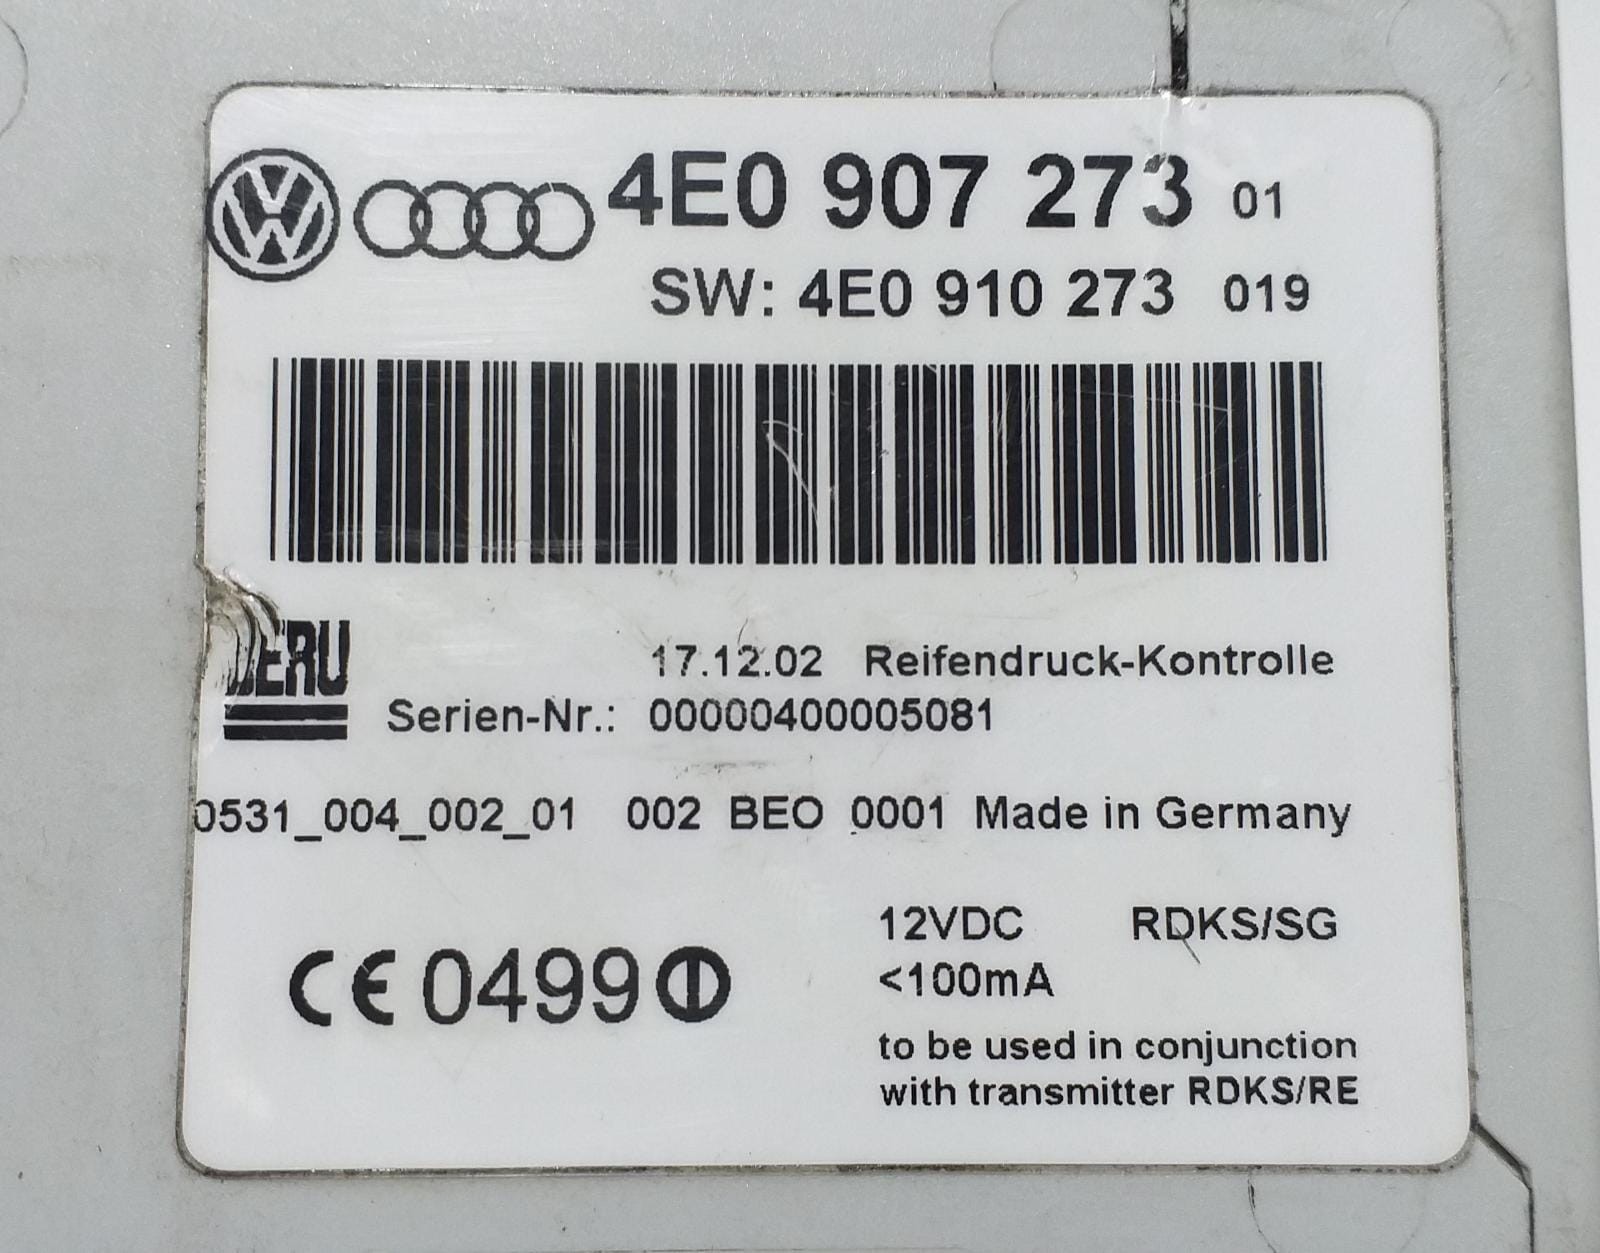 4E0 907 273 01
SW: 4E0 910 273 019
BERU
17.12.02 Reifendruck-Kontrolle
Serien-Nr.: 00000400005081
0531_004_002_01 002 BEO 0001 Made in Germany
12VDC RDKS/SG
CE 0499
<100mA
to be used in conjunction
with transmitter RDKS/RE